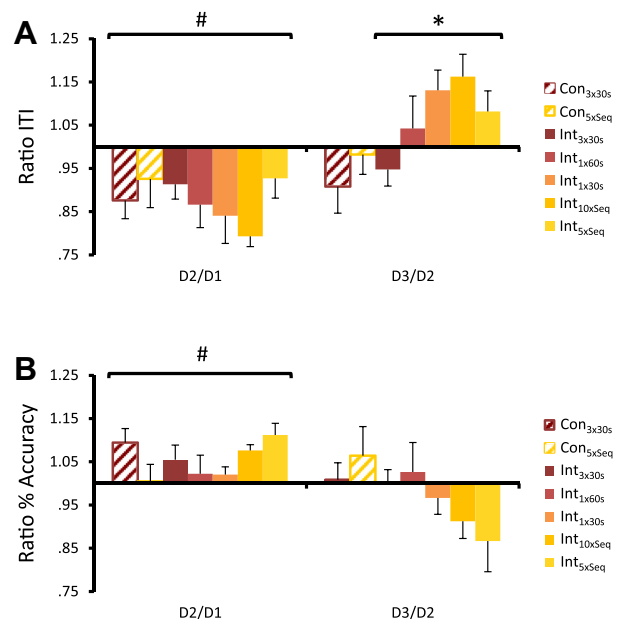 A
#
*
Ratio ITI
1.25
1.15
1.05
.95
.85
.75
D2/D1
D3/D2
Con3x30s
Con5xSeq
Int3x30s
Int1x60s
Int1x30s
Int10xSeq
Int5xSeq
B
#
Ratio % Accuracy
1.25
1.15
1.05
.95
.85
.75
D2/D1
D3/D2
Con3x30s
Con5xSeq
Int3x30s
Int1x60s
Int1x30s
Int10xSeq
Int5xSeq